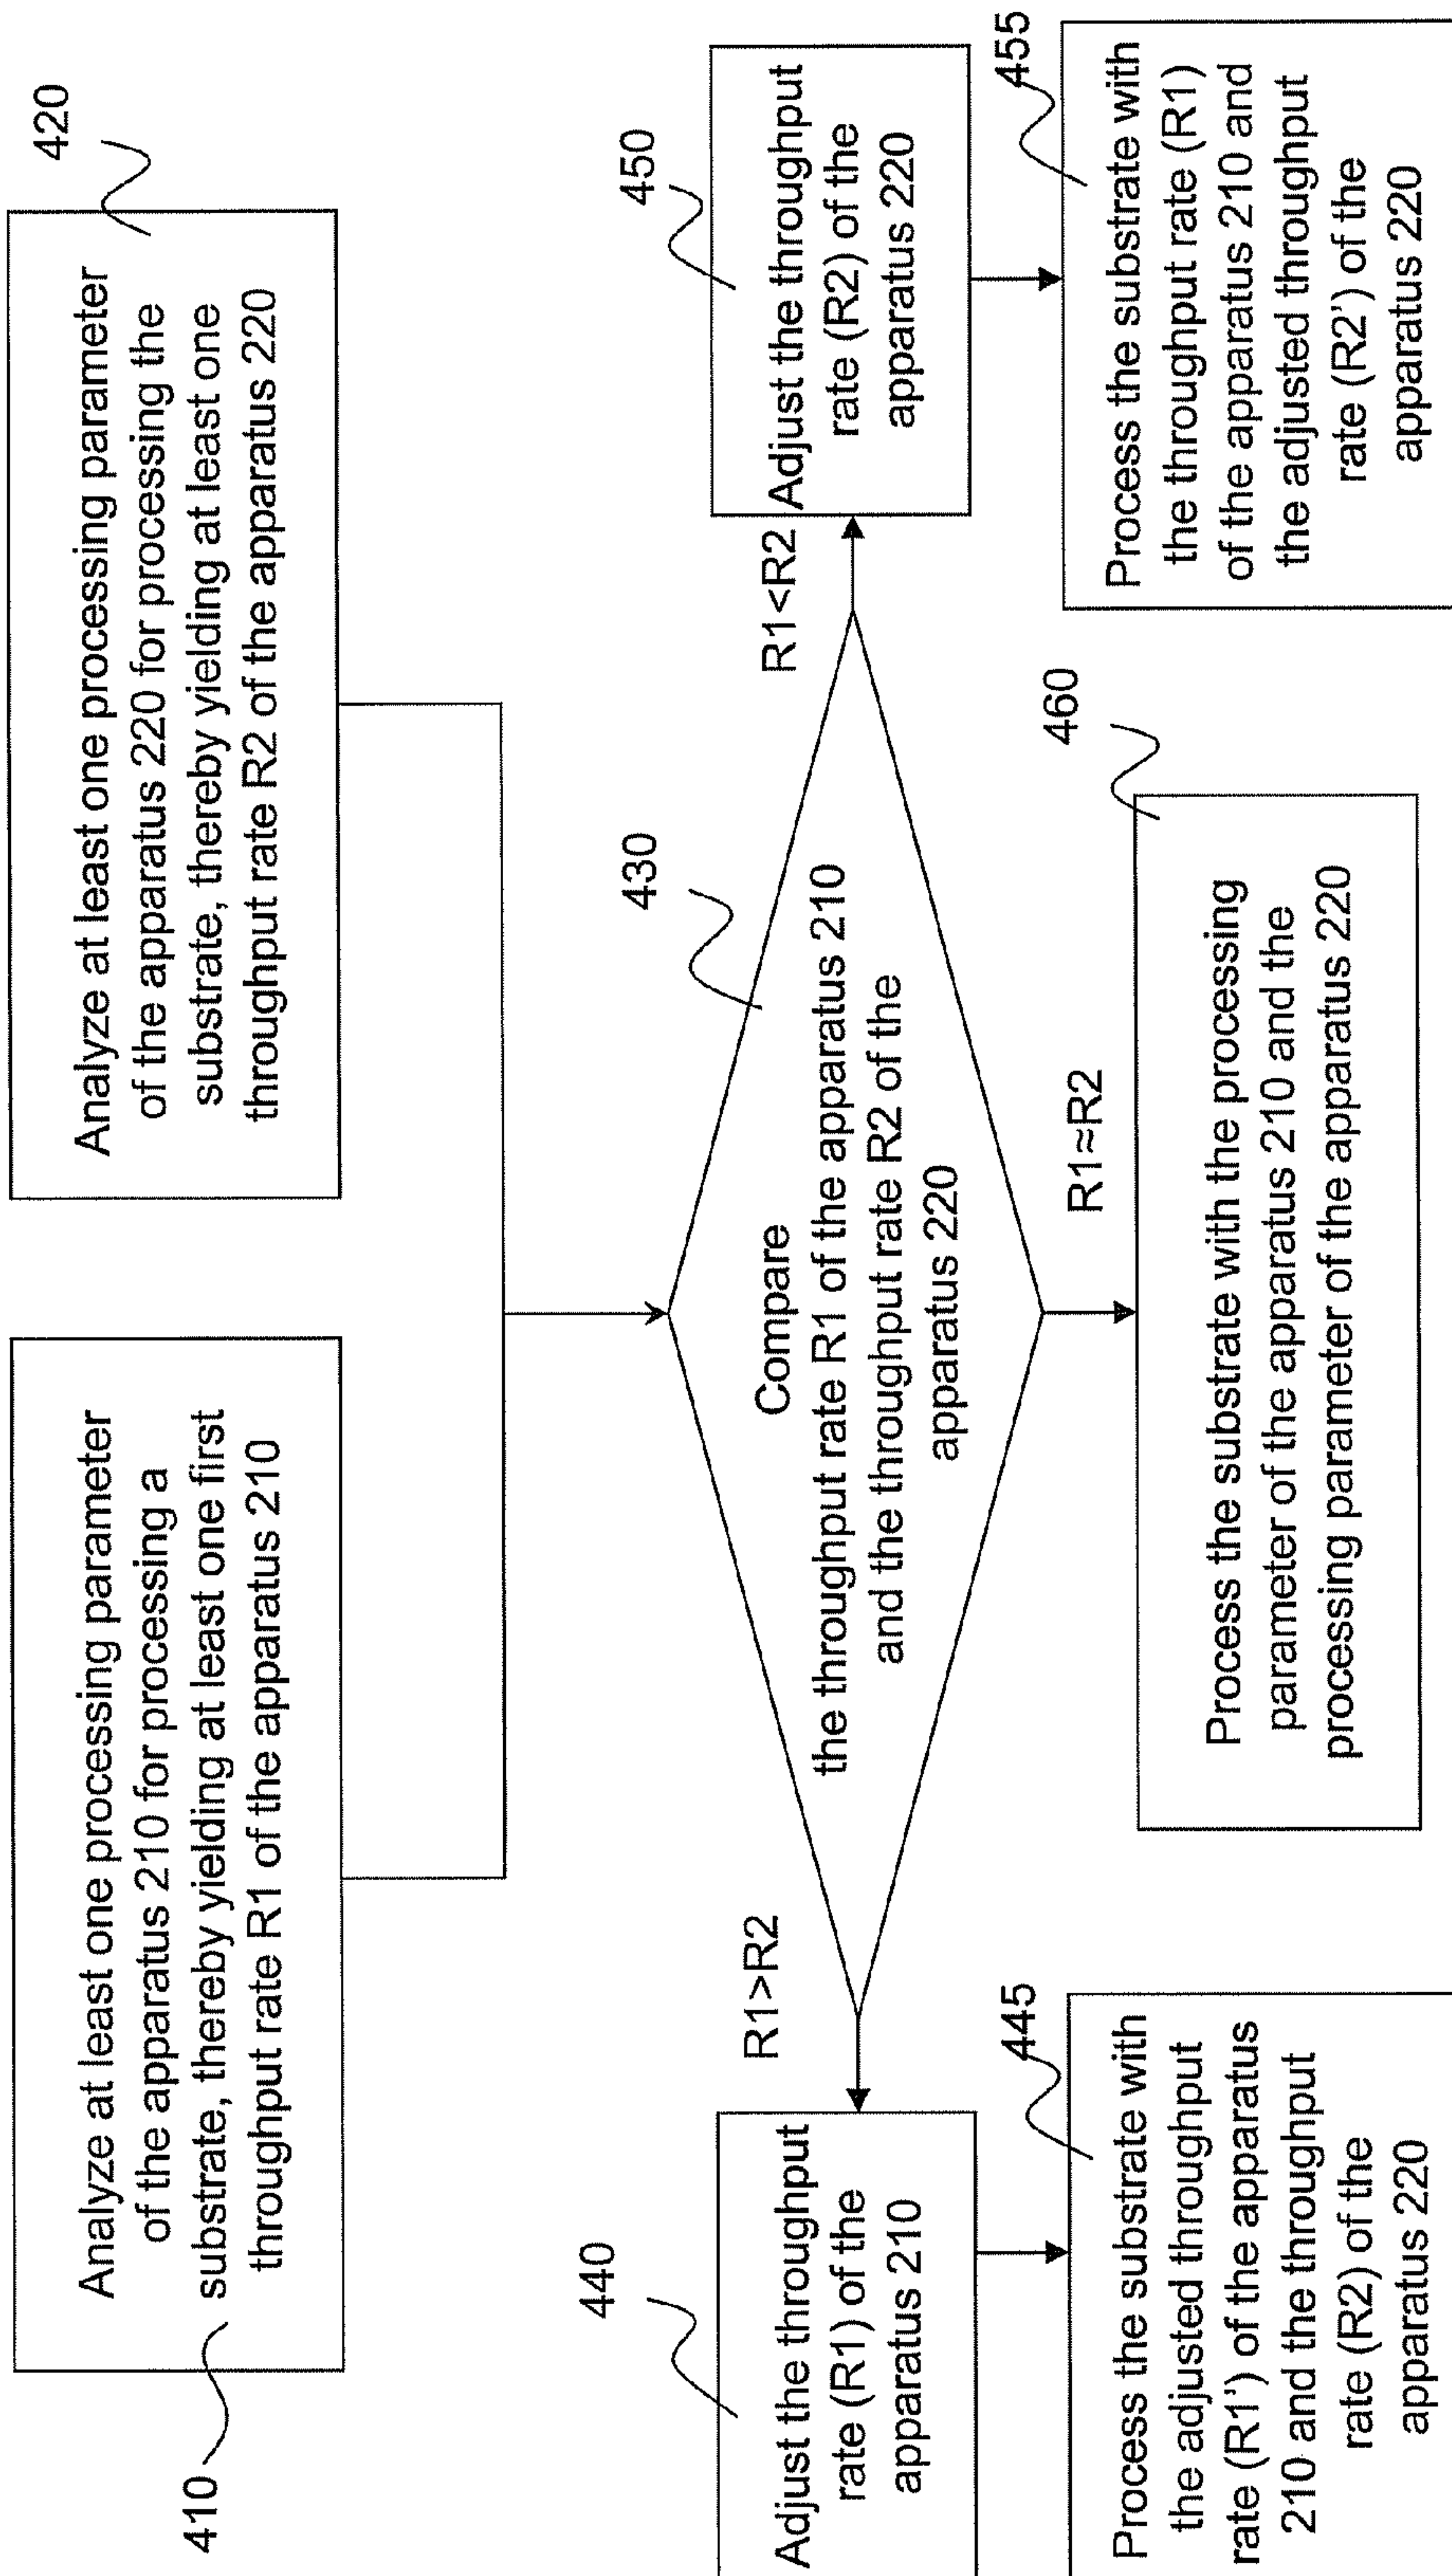 410
Analyze at least one processing parameter
of the apparatus 210 for processing a
substrate, thereby yielding at least one first
throughput rate R1 of the apparatus 210
420
Analyze at least one processing parameter
of the apparatus 220 for processing the
substrate, thereby yielding at least one
throughput rate R2 of the apparatus 220
430
Compare
the throughput rate R1 of the apparatus 210
and the throughput rate R2 of the
apparatus 220
R1>R2
R1<R2
R1≈R2
440
Adjust the throughput
rate (R1) of the
apparatus 210
445
Process the substrate with
the adjusted throughput
rate (R1’) of the apparatus
210 and the throughput
rate (R2) of the
apparatus 220
460
Process the substrate with the processing
parameter of the apparatus 210 and the
processing parameter of the apparatus 220
450
Adjust the throughput
rate (R2) of the
apparatus 220
455
Process the substrate with
the throughput rate (R1)
of the apparatus 210 and
the adjusted throughput
rate (R2’) of the
apparatus 220